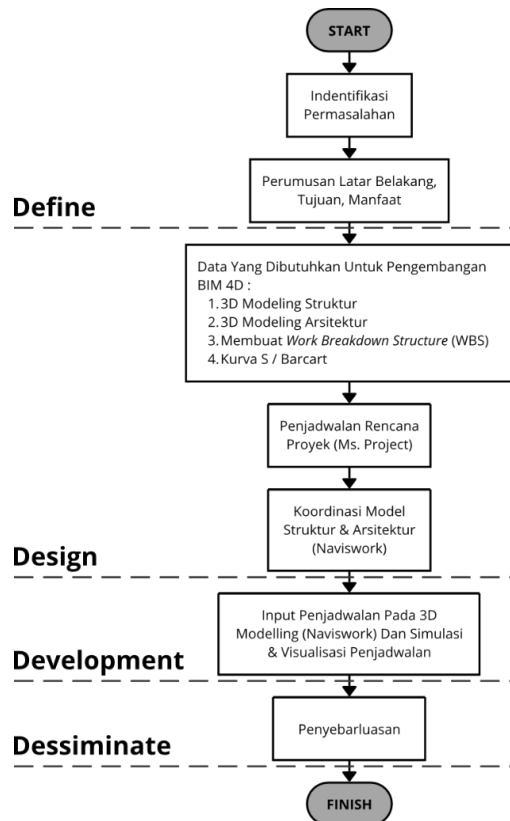 START
Indentifikasi
Permasalahan
Perumusan Latar Belakang,
Tujuan, Manfaat
Define
Data Yang Dibutuhkan Untuk Pengembangan
BIM 4D :
1. 3D Modeling Struktur
2. 3D Modeling Arsitektur
3. Membuat Work Breakdown Structure (WBS)
4. Kurva S / Barcart
Penjadwalan Rencana
Proyek (Ms. Project)
Koordinasi Model
Struktur & Arsitektur
(Naviswork)
Design
Input Penjadwalan Pada 3D
Modelling (Naviswork) Dan Simulasi
& Visualisasi Penjadwalan
Development
Penyebarluasan
Dessiminate
FINISH